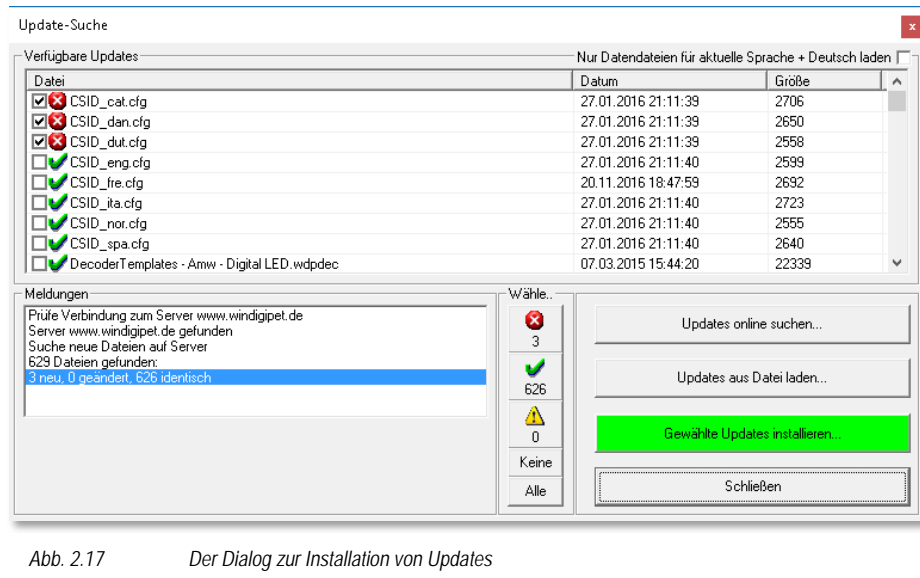 Update-Suche
x
Verfügbare Updates
Nur Datendateien für aktuelle Sprache + Deutsch laden
Datei Datum Größe
CSID_cat.cfg 27.01.2016 21:11:39 2706
CSID_dan.cfg 27.01.2016 21:11:39 2650
CSID_dut.cfg 27.01.2016 21:11:39 2558
CSID_eng.cfg 27.01.2016 21:11:40 2599
CSID_fre.cfg 20.11.2016 18:47:59 2692
CSID_ita.cfg 27.01.2016 21:11:40 2723
CSID_nor.cfg 27.01.2016 21:11:40 2555
CSID_spa.cfg 27.01.2016 21:11:40 2640
DecoderTemplates - Amw - Digital LED.wdpdec 07.03.2015 15:44:20 22339
Meldungen
Prüfe Verbindung zum Server www.windigipet.de
Server www.windigipet.de gefunden
Suche neue Dateien auf Server
629 Dateien gefunden:
3 neu, 0 geändert, 626 identisch
Wähle..
3
626
0
Keine
Alle
Updates online suchen...
Updates aus Datei laden...
Gewählte Updates installieren...
Schließen
Abb. 2.17 Der Dialog zur Installation von Updates